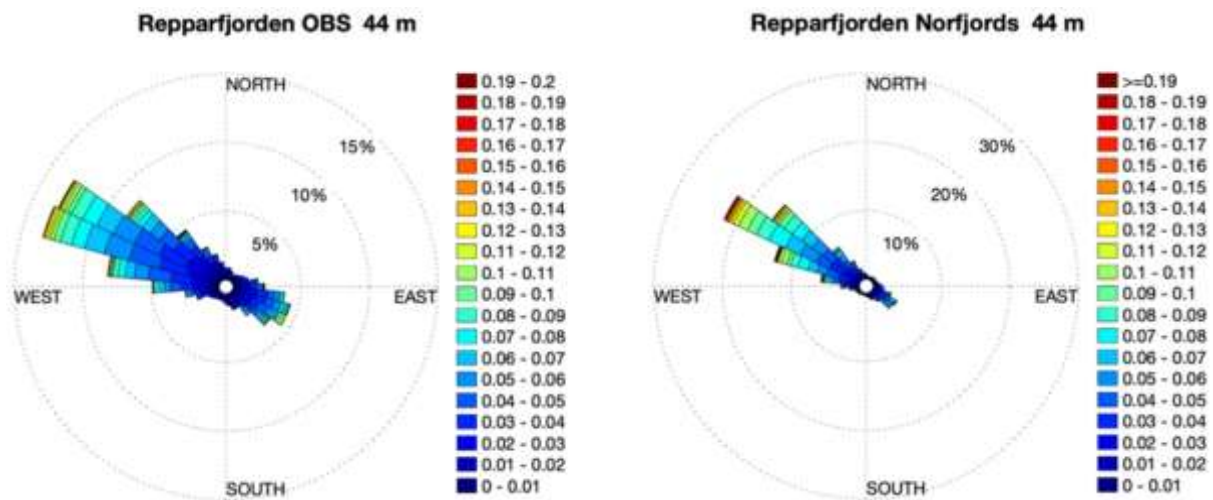 Repparfjorden OBS 44 m
NORTH
15%
10%
5%
WEST
EAST
SOUTH
0.19 - 0.2
0.18 - 0.19
0.17 - 0.18
0.16 - 0.17
0.15 - 0.16
0.14 - 0.15
0.13 - 0.14
0.12 - 0.13
0.11 - 0.12
0.1 - 0.11
0.09 - 0.1
0.08 - 0.09
0.07 - 0.08
0.06 - 0.07
0.05 - 0.06
0.04 - 0.05
0.03 - 0.04
0.02 - 0.03
0.01 - 0.02
0 - 0.01
Repparfjorden Norfjords 44 m
NORTH
30%
20%
10%
WEST
EAST
SOUTH
>=0.19
0.18 - 0.19
0.17 - 0.18
0.16 - 0.17
0.15 - 0.16
0.14 - 0.15
0.13 - 0.14
0.12 - 0.13
0.11 - 0.12
0.1 - 0.11
0.09 - 0.1
0.08 - 0.09
0.07 - 0.08
0.06 - 0.07
0.05 - 0.06
0.04 - 0.05
0.03 - 0.04
0.02 - 0.03
0.01 - 0.02
0 - 0.01